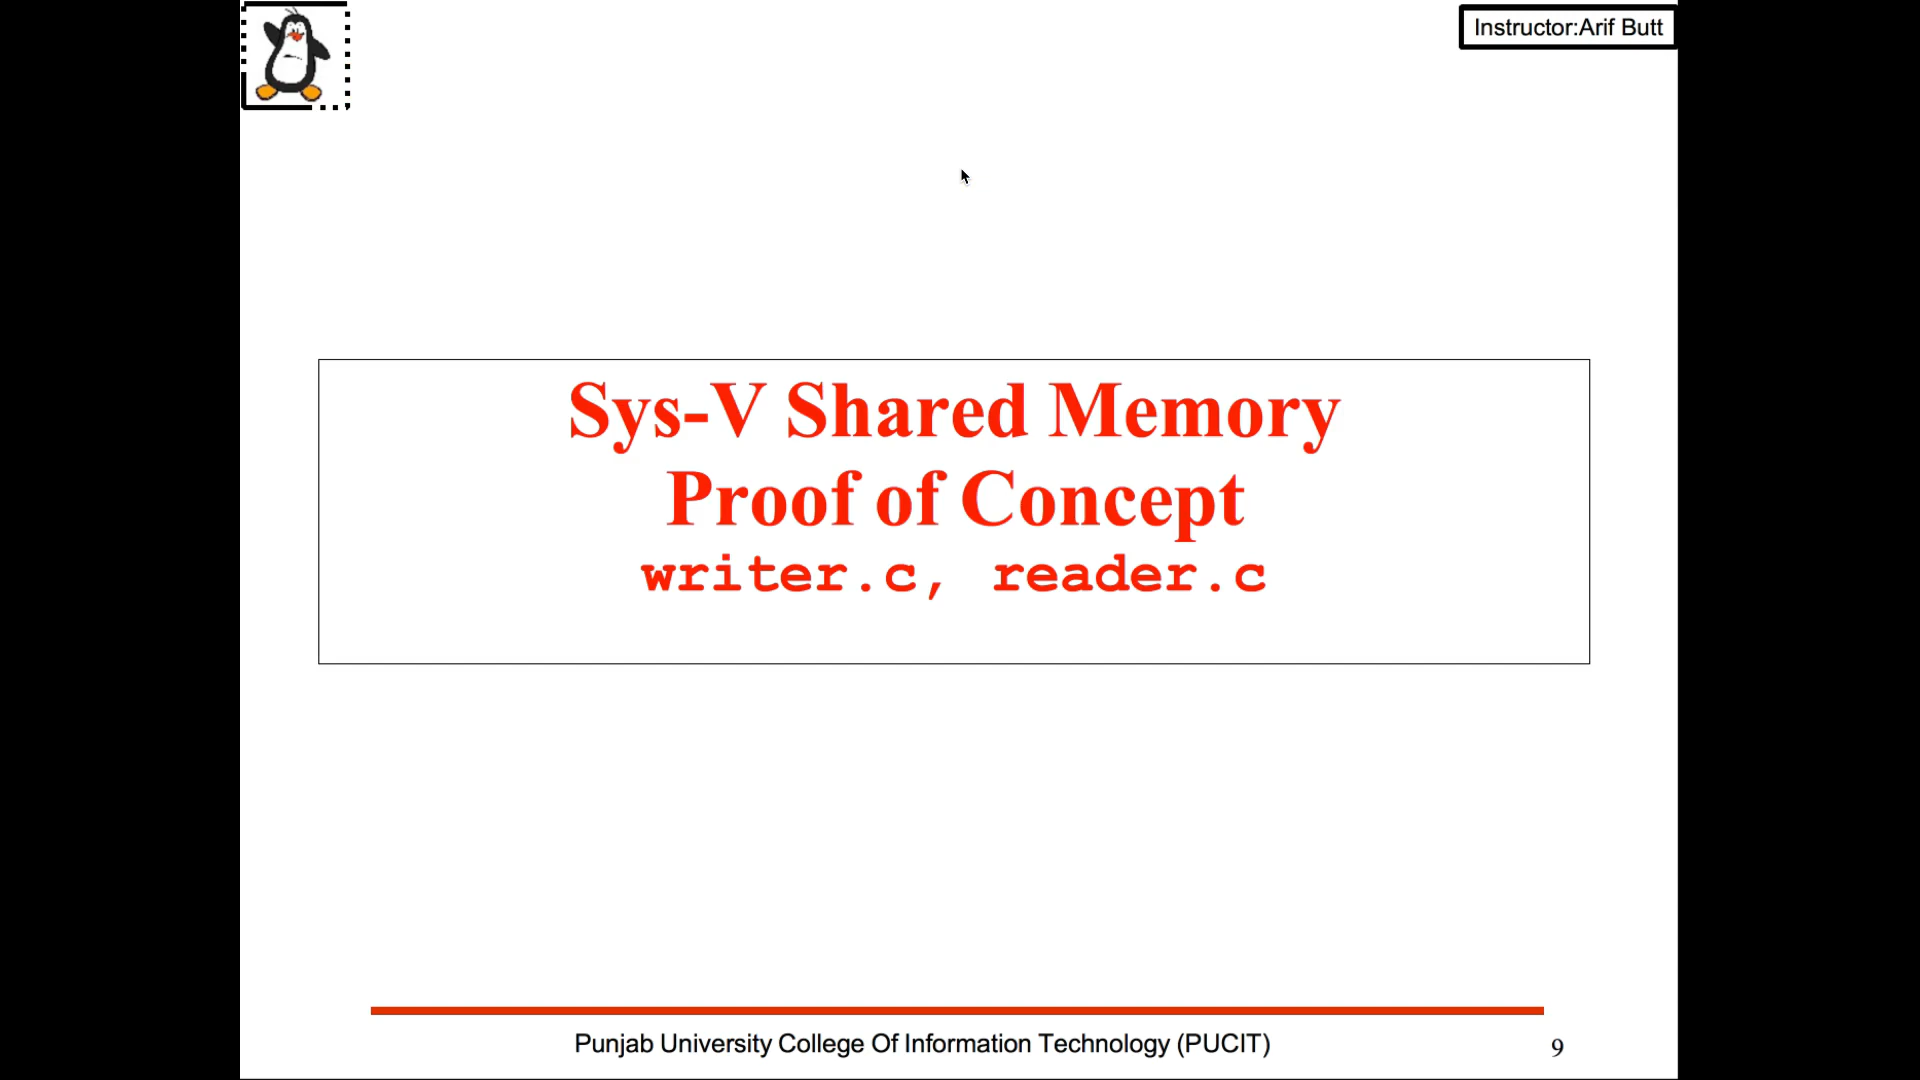 Instructor:Arif Butt
Sys-V Shared Memory
Proof of Concept
writer.c, reader.c
Punjab University College Of Information Technology (PUCIT)
9